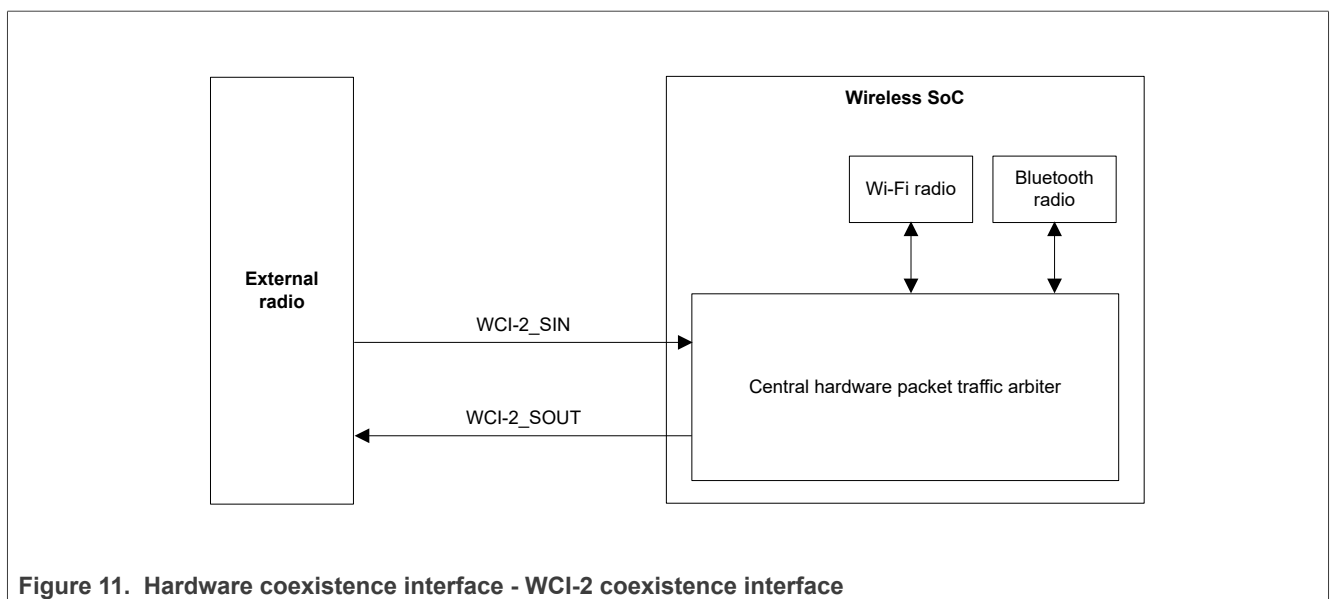 Wireless SoC
Wi-Fi radio
Bluetooth
radio
External
radio
WCI-2_SIN
Central hardware packet traffic arbiter
WCI-2_SOUT
Figure 11. Hardware coexistence interface - WCI-2 coexistence interface